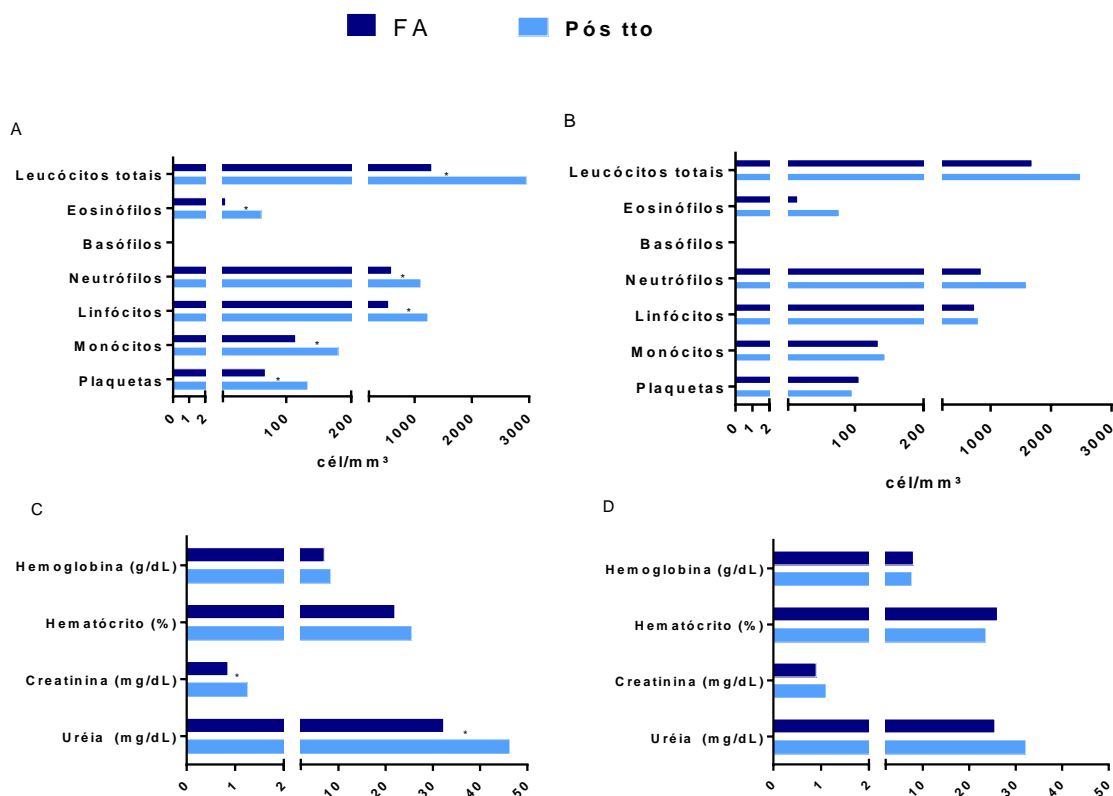 FA Pós tto
A
Leucócitos totais
Eosinófilos
Basófilos
Neutrófilos
Linfócitos
Monócitos
Plaquetas
0 1 2 100 200 1000 2000 3000
cél/mm³
B
Leucócitos totais
Eosinófilos
Basófilos
Neutrófilos
Linfócitos
Monócitos
Plaquetas
0 1 2 100 200 1000 2000 3000
cél/mm³
C
Hemoglobina (g/dL)
Hematócrito (%)
Creatinina (mg/dL)
Uréia (mg/dL)
0 1 2 10 20 30 40 50
D
Hemoglobina (g/dL)
Hematócrito (%)
Creatinina (mg/dL)
Uréia (mg/dL)
0 1 2 10 20 30 40 50